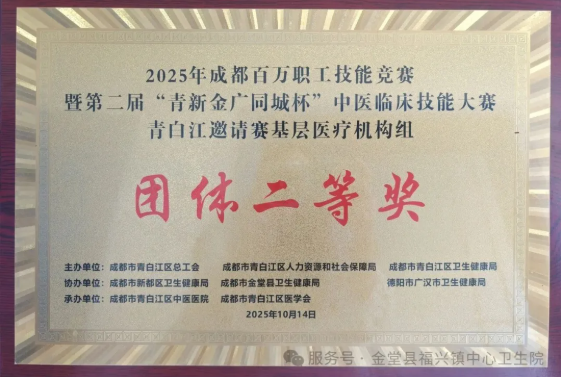 2025年成都百万职工技能竞赛
暨第二届“青新金广同城杯”中医临床技能大赛
青白江邀请赛基层医疗机构组
团体二等奖
主办单位：成都市青白江区总工会 成都市青白江区人力资源和社会保障局 成都市青白江区卫生健康局
协办单位：成都市新都区卫生健康局 成都市金堂县卫生健康局 德阳市广汉市卫生健康局
承办单位：成都市青白江区中医医院 成都市青白江区医学会
2025年10月14日
服务号·金堂县福兴镇中心卫生院